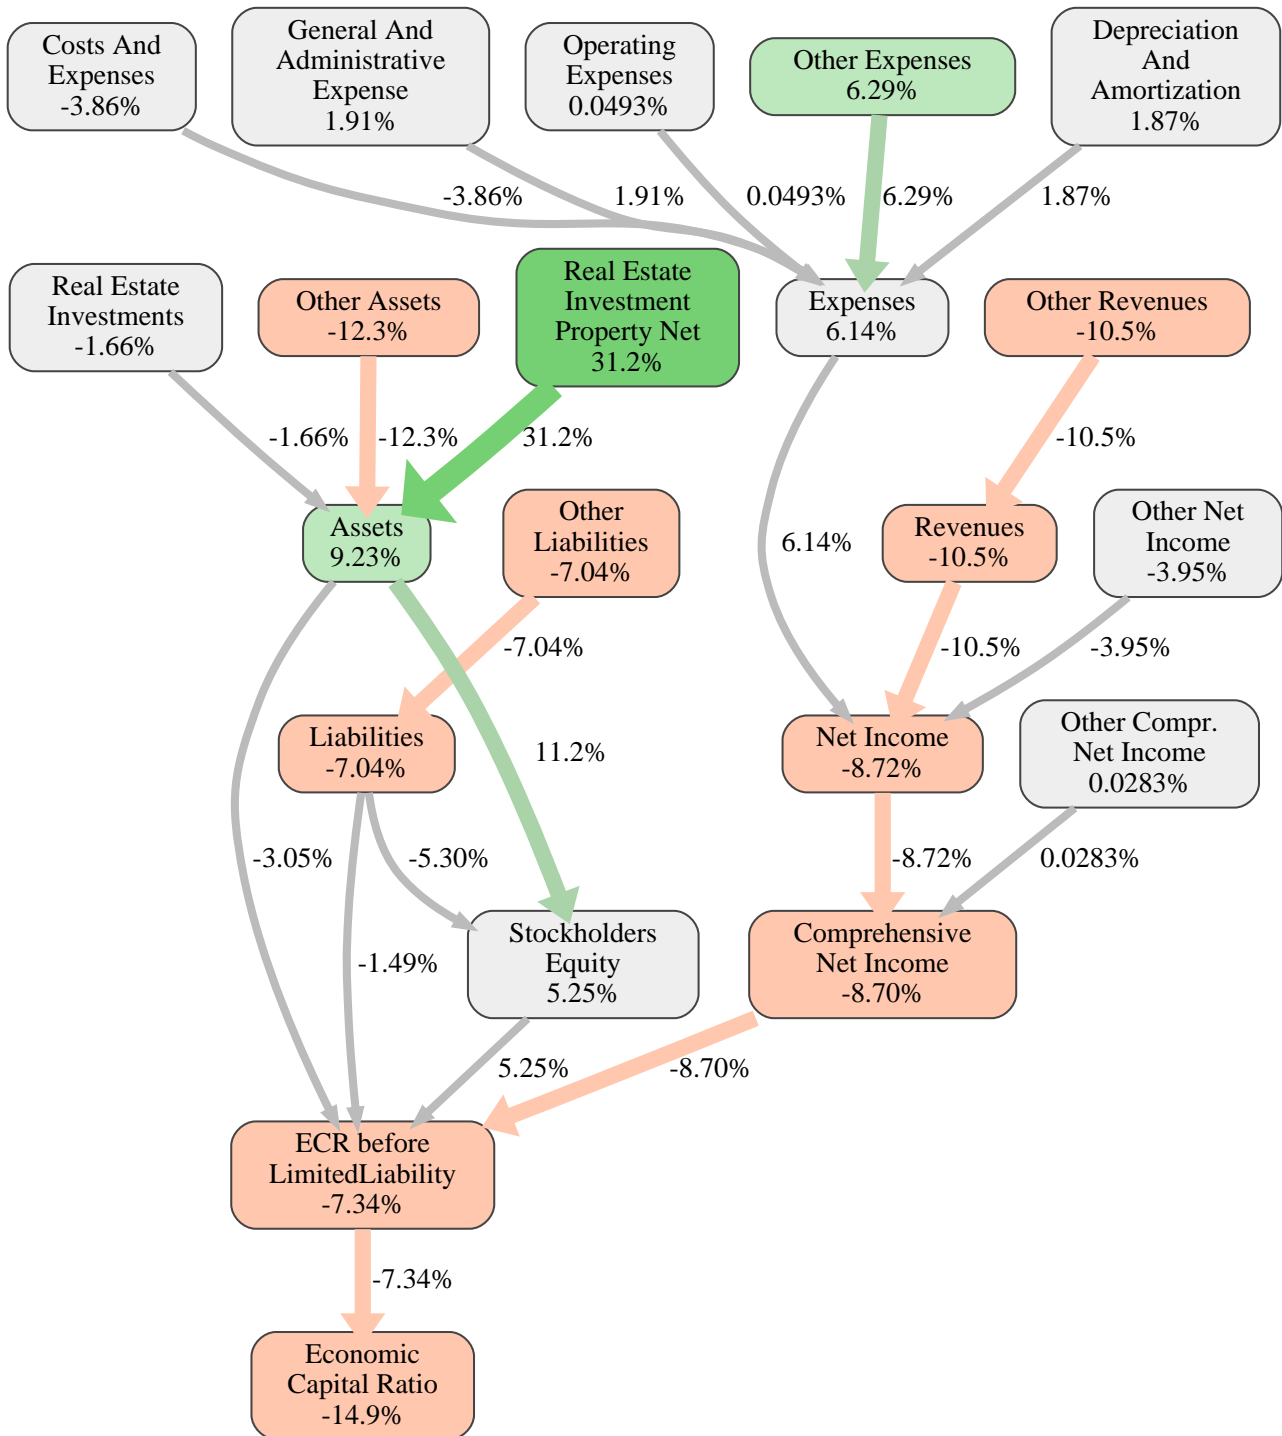 Costs And
Expenses
-3.86%
General And
Administrative
Expense
1.91%
Operating
Expenses
0.0493%
Other Expenses
6.29%
Depreciation
And
Amortization
1.87%
-3.86%
1.91%
0.0493%
6.29%
1.87%
Real Estate
Investments
-1.66%
Other Assets
-12.3%
Real Estate
Investment
Property Net
31.2%
Expenses
6.14%
Other Revenues
-10.5%
-1.66%
-12.3%
31.2%
-10.5%
Assets
9.23%
Other
Liabilities
-7.04%
6.14%
Revenues
-10.5%
Other Net
Income
-3.95%
-7.04%
-10.5%
-3.95%
Liabilities
-7.04%
11.2%
Net Income
-8.72%
Other Compr.
Net Income
0.0283%
-3.05%
-5.30%
-8.72%
0.0283%
-1.49%
Stockholders
Equity
5.25%
Comprehensive
Net Income
-8.70%
5.25%
-8.70%
ECR before
LimitedLiability
-7.34%
-7.34%
Economic
Capital Ratio
-14.9%